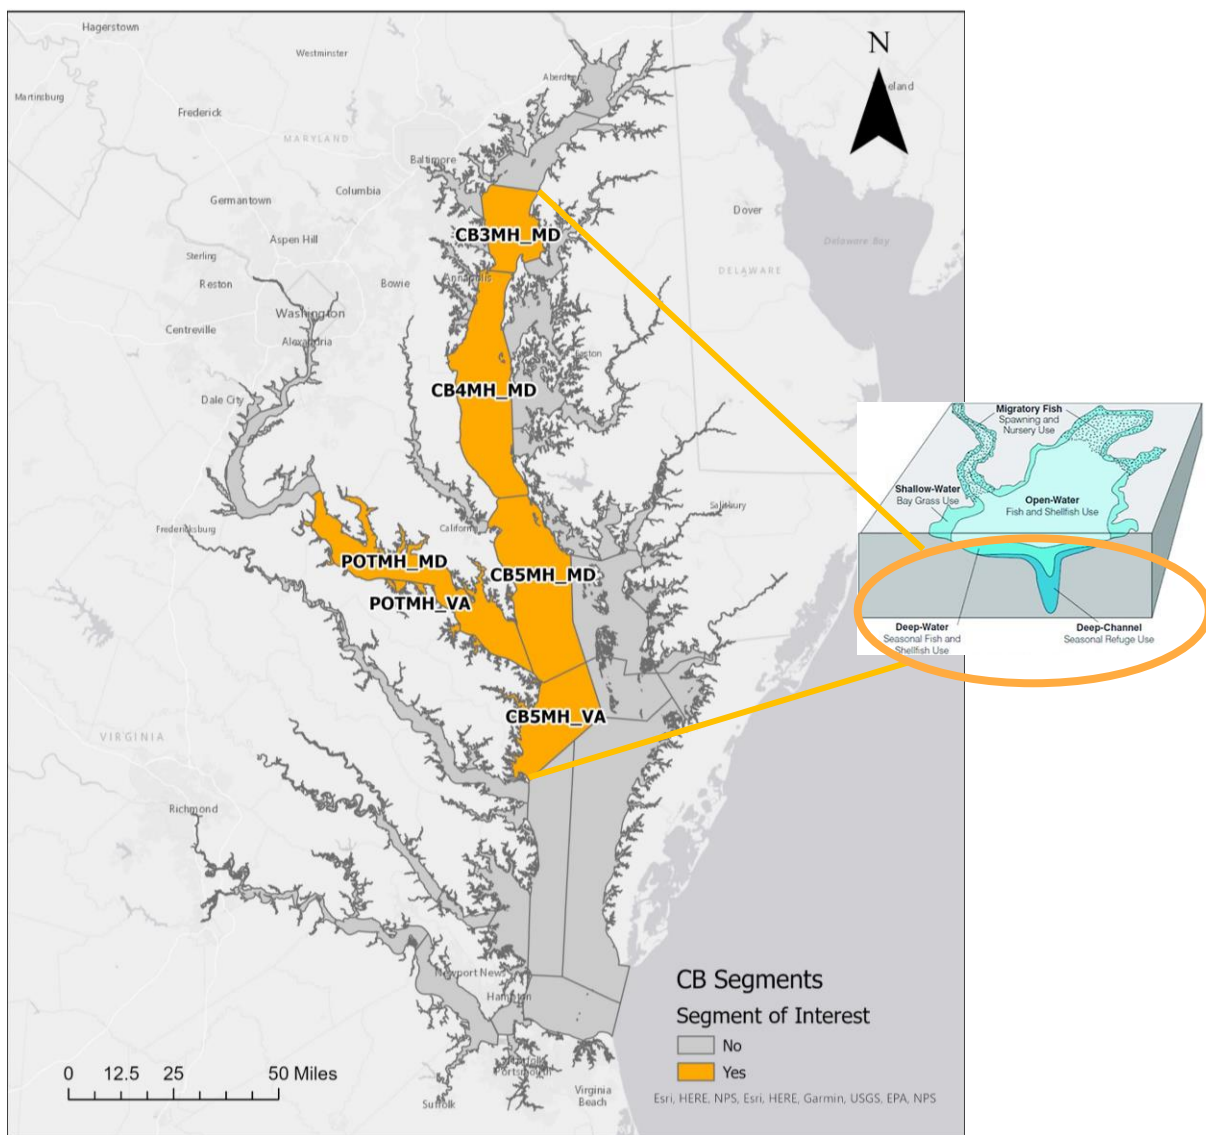 Hagerstown
Westminster
Martinsburg
Frederick
Aberdeen
MARYLAND
Baltimore
Columbia
Germantown
Aspen Hill
Sterling
Reston
Bowie
Annapolis
Washington
Centreville
Alexandria
Dale City
Easton
Dover
Delaware Bay
DELAWARE
N
CB3MH_MD
CB4MH_MD
Fredericksburg
California
Salisbury
POTMH_MD
CB5MH_MD
POTMH_VA
CB5MH_VA
VIRGINIA
Richmond
Newport News
Hampton
Norfolk
Portsmouth
Suffolk
Virginia
Beach
Migratory Fish
Spawning and
Nursery Use
Shallow-Water
Bay Grass Use
Open-Water
Fish and Shellfish Use
Deep-Water
Seasonal Fish and
Shellfish Use
Deep-Channel
Seasonal Refuge Use
CB Segments
Segment of Interest
No
Yes
0 12.5 25 50 Miles
Esri, HERE, NPS, Esri, HERE, Garmin, USGS, EPA, NPS